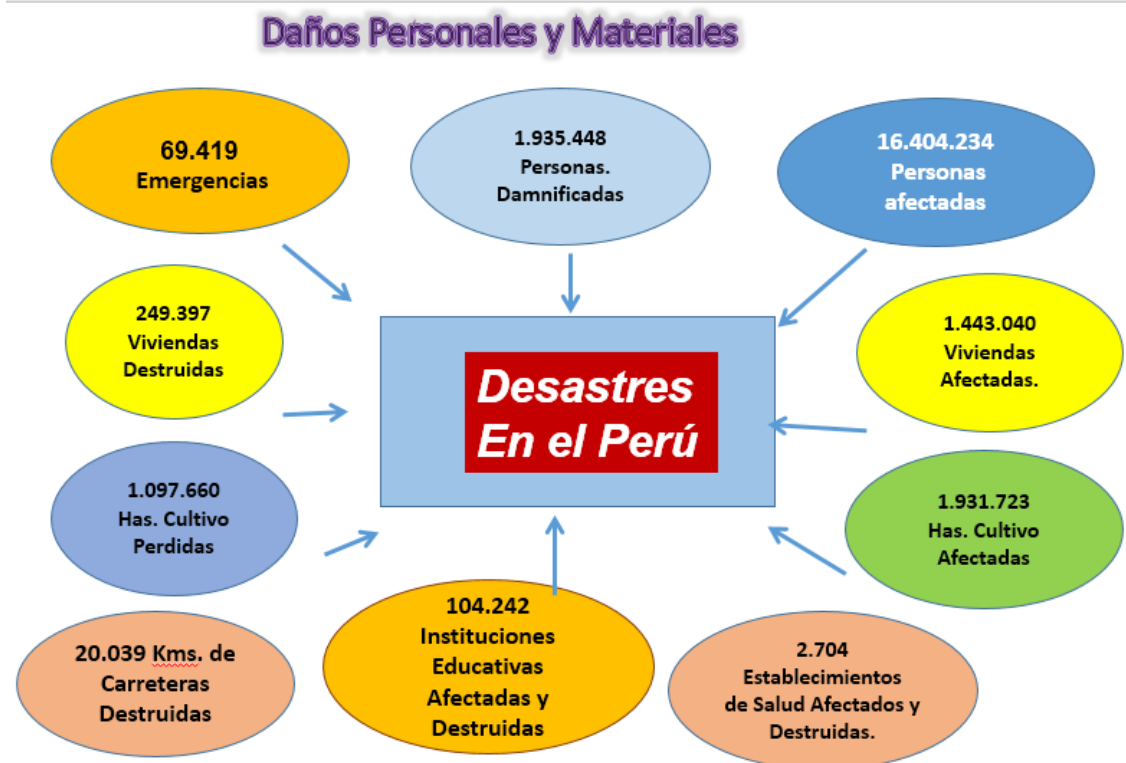 Daños Personales y Materiales
69.419
Emergencias
1.935.448
Personas.
Damnificadas
16.404.234
Personas
afectadas
249.397
Viviendas
Destruidas
Desastres
En el Perú
1.443.040
Viviendas
Afectadas.
1.097.660
Has. Cultivo
Perdidas
1.931.723
Has. Cultivo
Afectadas
20.039 Kms. de
Carreteras
Destruidas
104.242
Instituciones
Educativas
Afectadas y
Destruidas
2.704
Establecimientos
de Salud Afectados y
Destruidas.